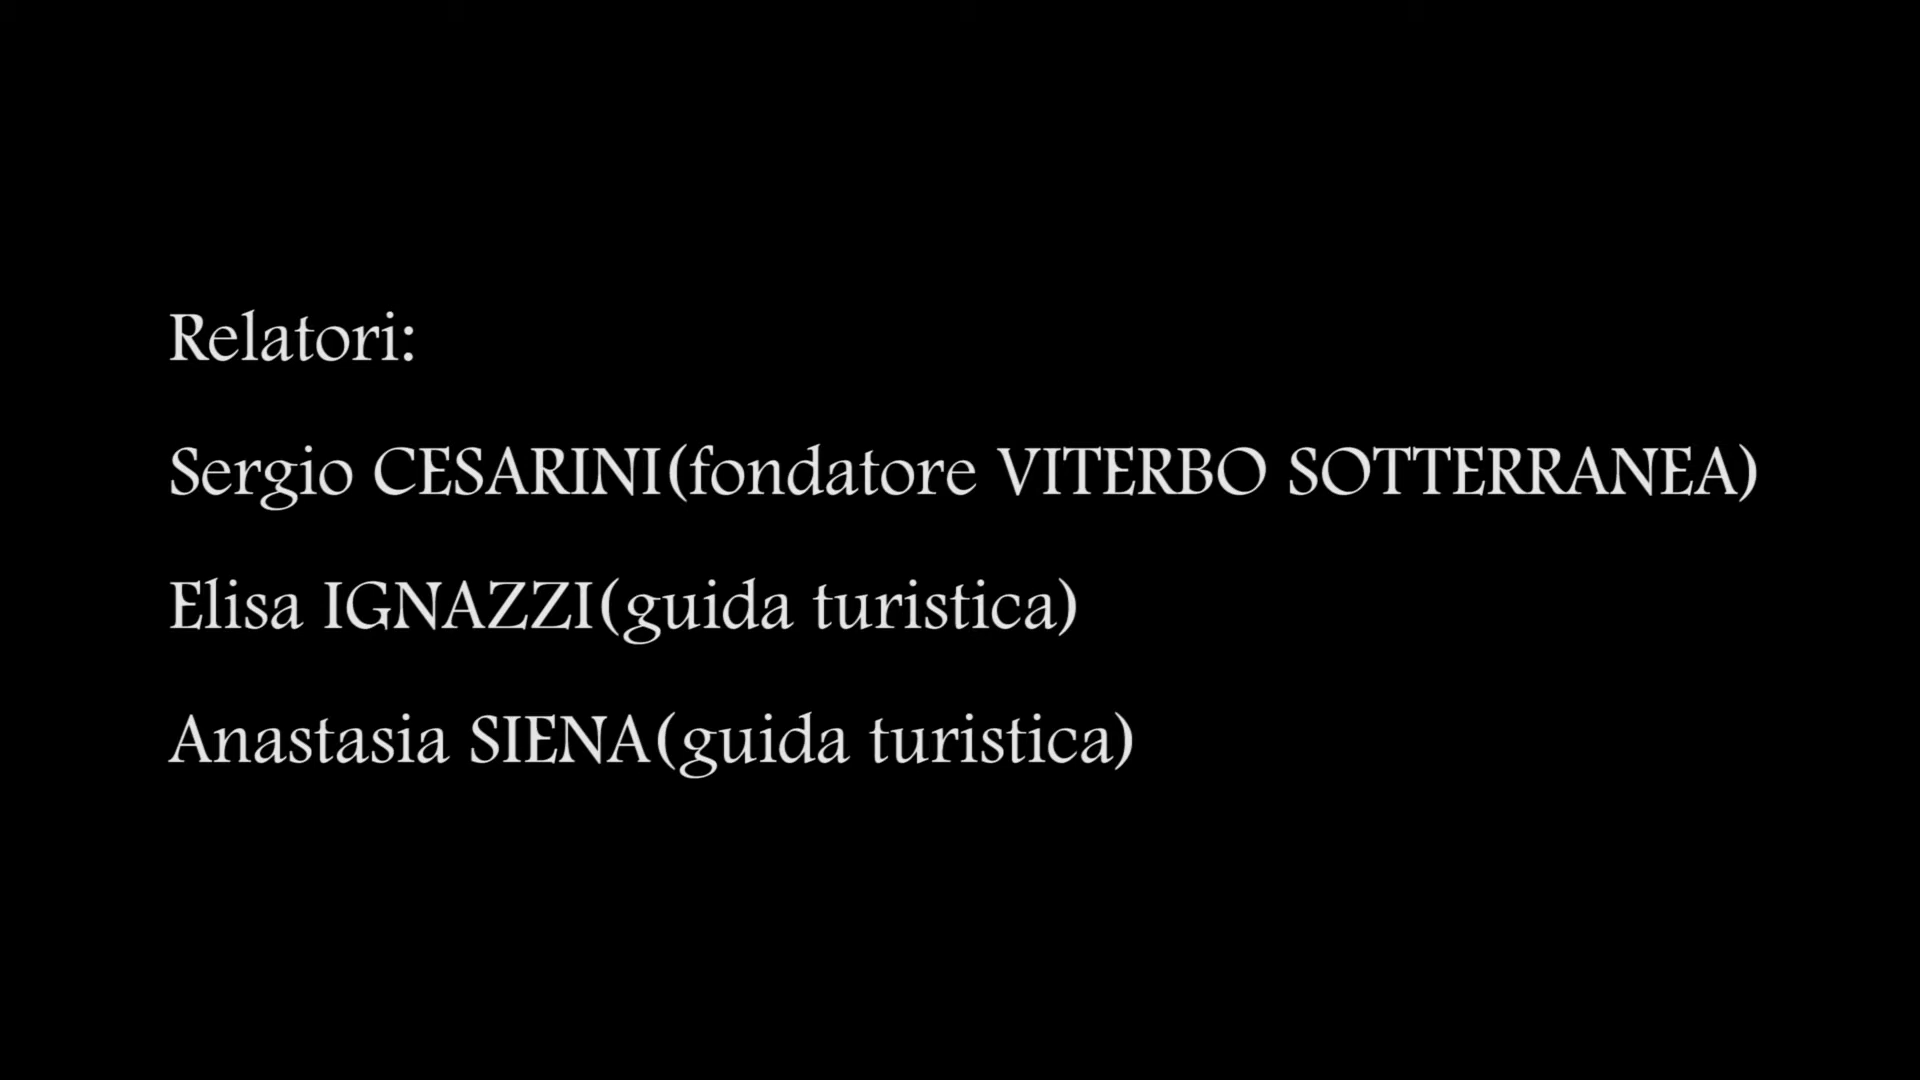 Relatori:
Sergio CESARINI(fondatore VITERBO SOTTERRANEA)
Elisa IGNAZZI(guida turistica)
Anastasia SIENA(guida turistica)